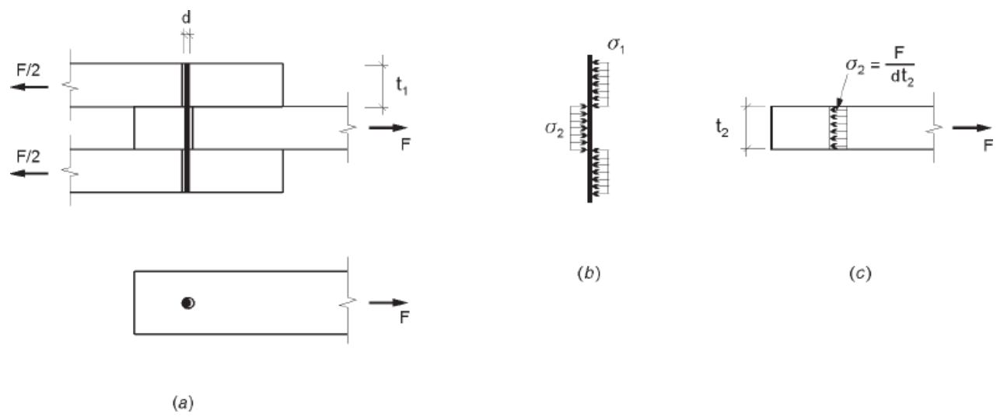 d
F/2
t₁
F
F/2
F
(a)
σ₁
σ₂
(b)
σ₂ = F/dt₂
t₂
F
(c)